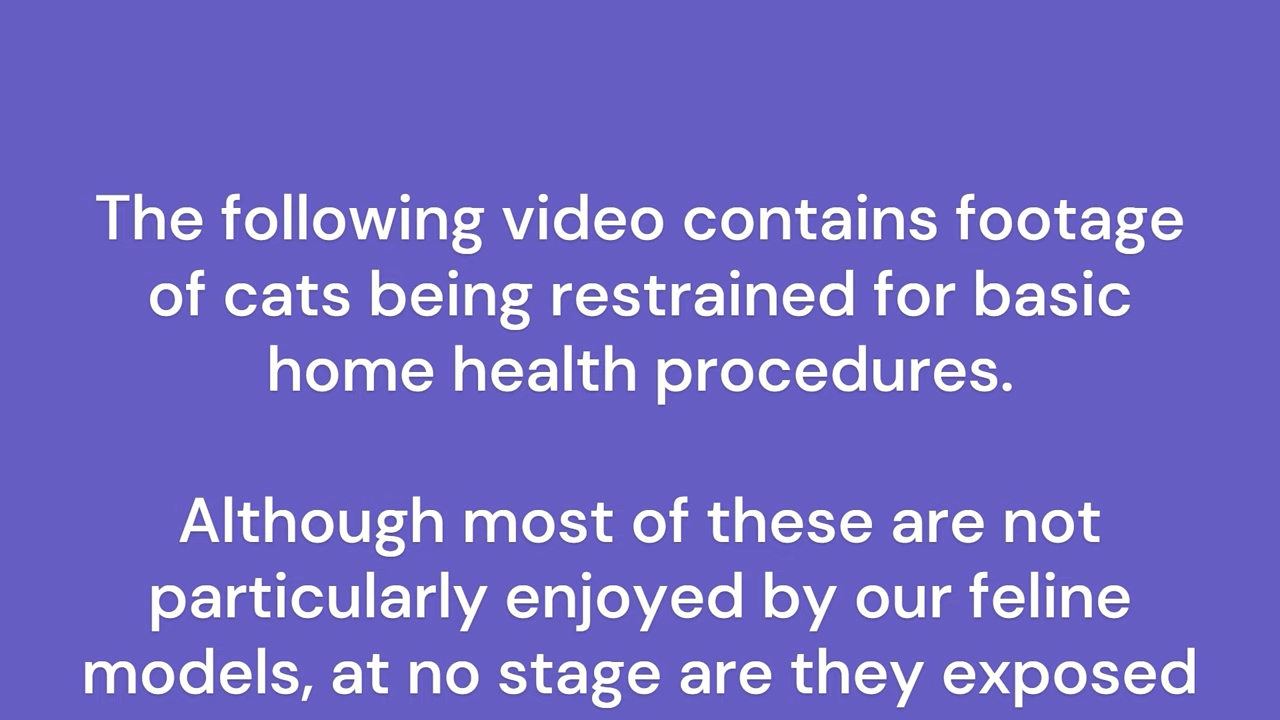 The following video contains footage
of cats being restrained for basic
home health procedures.
Although most of these are not
particularly enjoyed by our feline
models, at no stage are they exposed